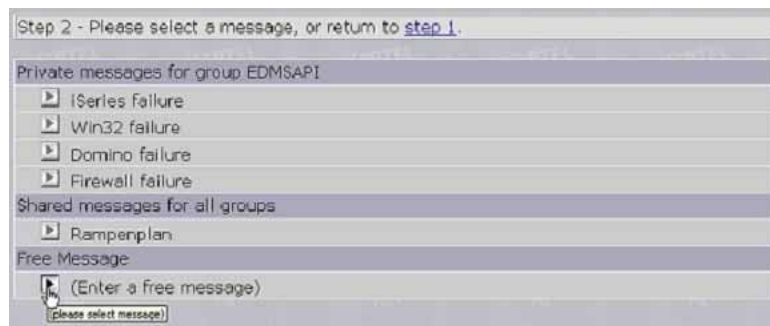 Step 2 - Please select a message, or return to step 1.
Private messages for group EDMSAPI
iSeries failure
Win32 failure
Domino failure
Firewall failure
Shared messages for all groups
Rampenplan
Free Message
(Enter a free message)
(please select message)